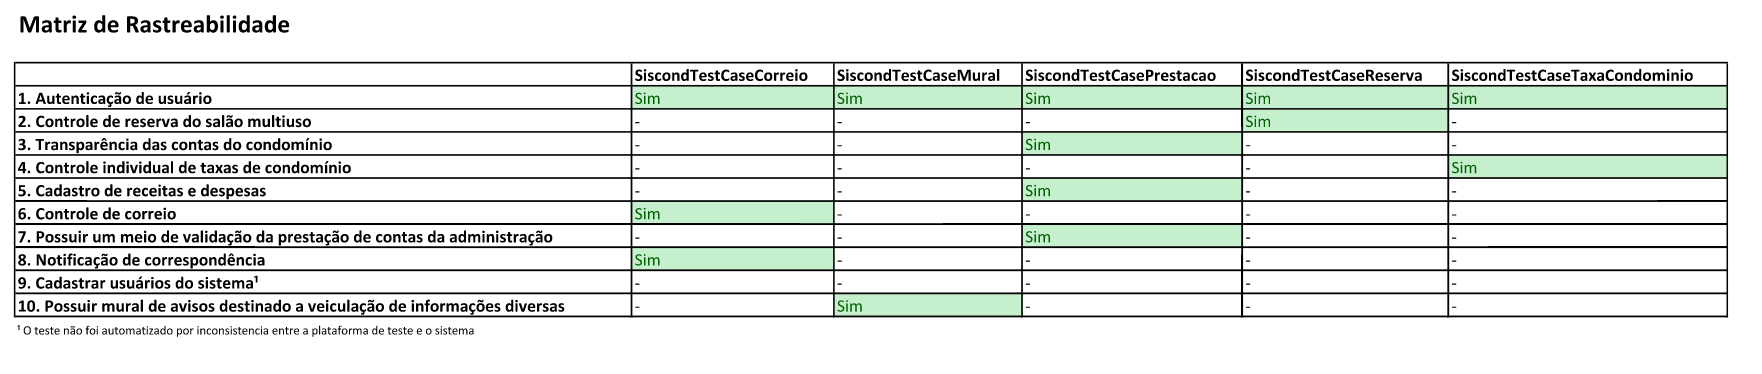 Matriz de Rastreabilidade
SiscondTestCaseCorreio SiscondTestCaseMural SiscondTestCasePrestacao SiscondTestCaseReserva SiscondTestCaseTaxaCondominio
1. Autenticação de usuário Sim Sim Sim Sim Sim
2. Controle de reserva do salão multiuso - - - Sim -
3. Transparência das contas do condomínio - - Sim - -
4. Controle individual de taxas de condomínio - - - - Sim
5. Cadastro de receitas e despesas - - Sim - -
6. Controle de correio Sim - - - -
7. Possuir um meio de validação da prestação de contas da administração - - Sim - -
8. Notificação de correspondência Sim - - - -
9. Cadastrar usuários do sistema¹ - - - - -
10. Possuir mural de avisos destinado a veiculação de informações diversas - Sim - - -
¹ O teste não foi automatizado por inconsistencia entre a plataforma de teste e o sistema